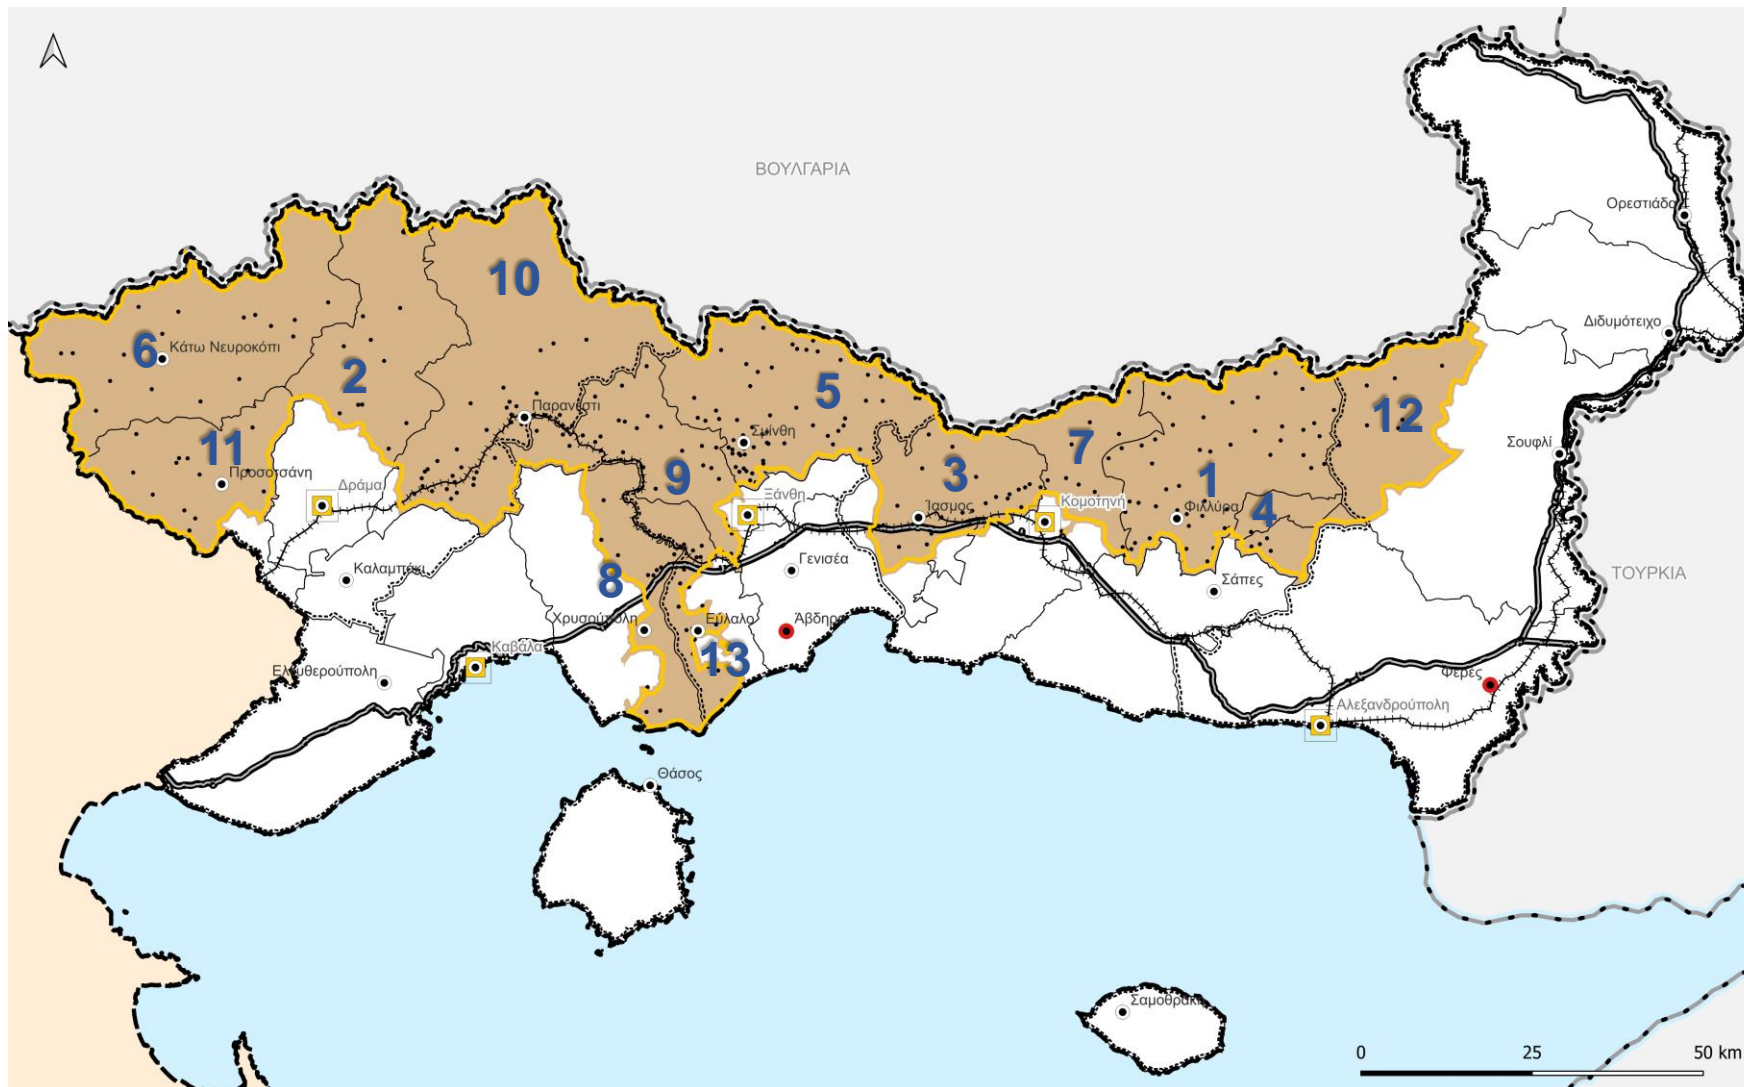 ΒΟΥΛΓΑΡΙΑ
Ορεστιάδα
10
Διδυμότειχο
6
Κάτω Νευροκόπι
2
5
12
Παρανέστι
11
Προσοτσάνη
Σμίνθη
Σουφλί
7
9
3
1
Δράμα
Ξάνθη
Ίασμος
Κομοτηνή
Φιλλύρα
4
Καλαμπάκι
8
Γενισέα
Σάπες
ΤΟΥΡΚΙΑ
Χρυσούπολη
Εύλαλο
Άβδηρα
13
Καβάλα
Ελευθερούπολη
Φέρες
Αλεξανδρούπολη
Θάσος
Σαμοθράκη
0 25 50 km